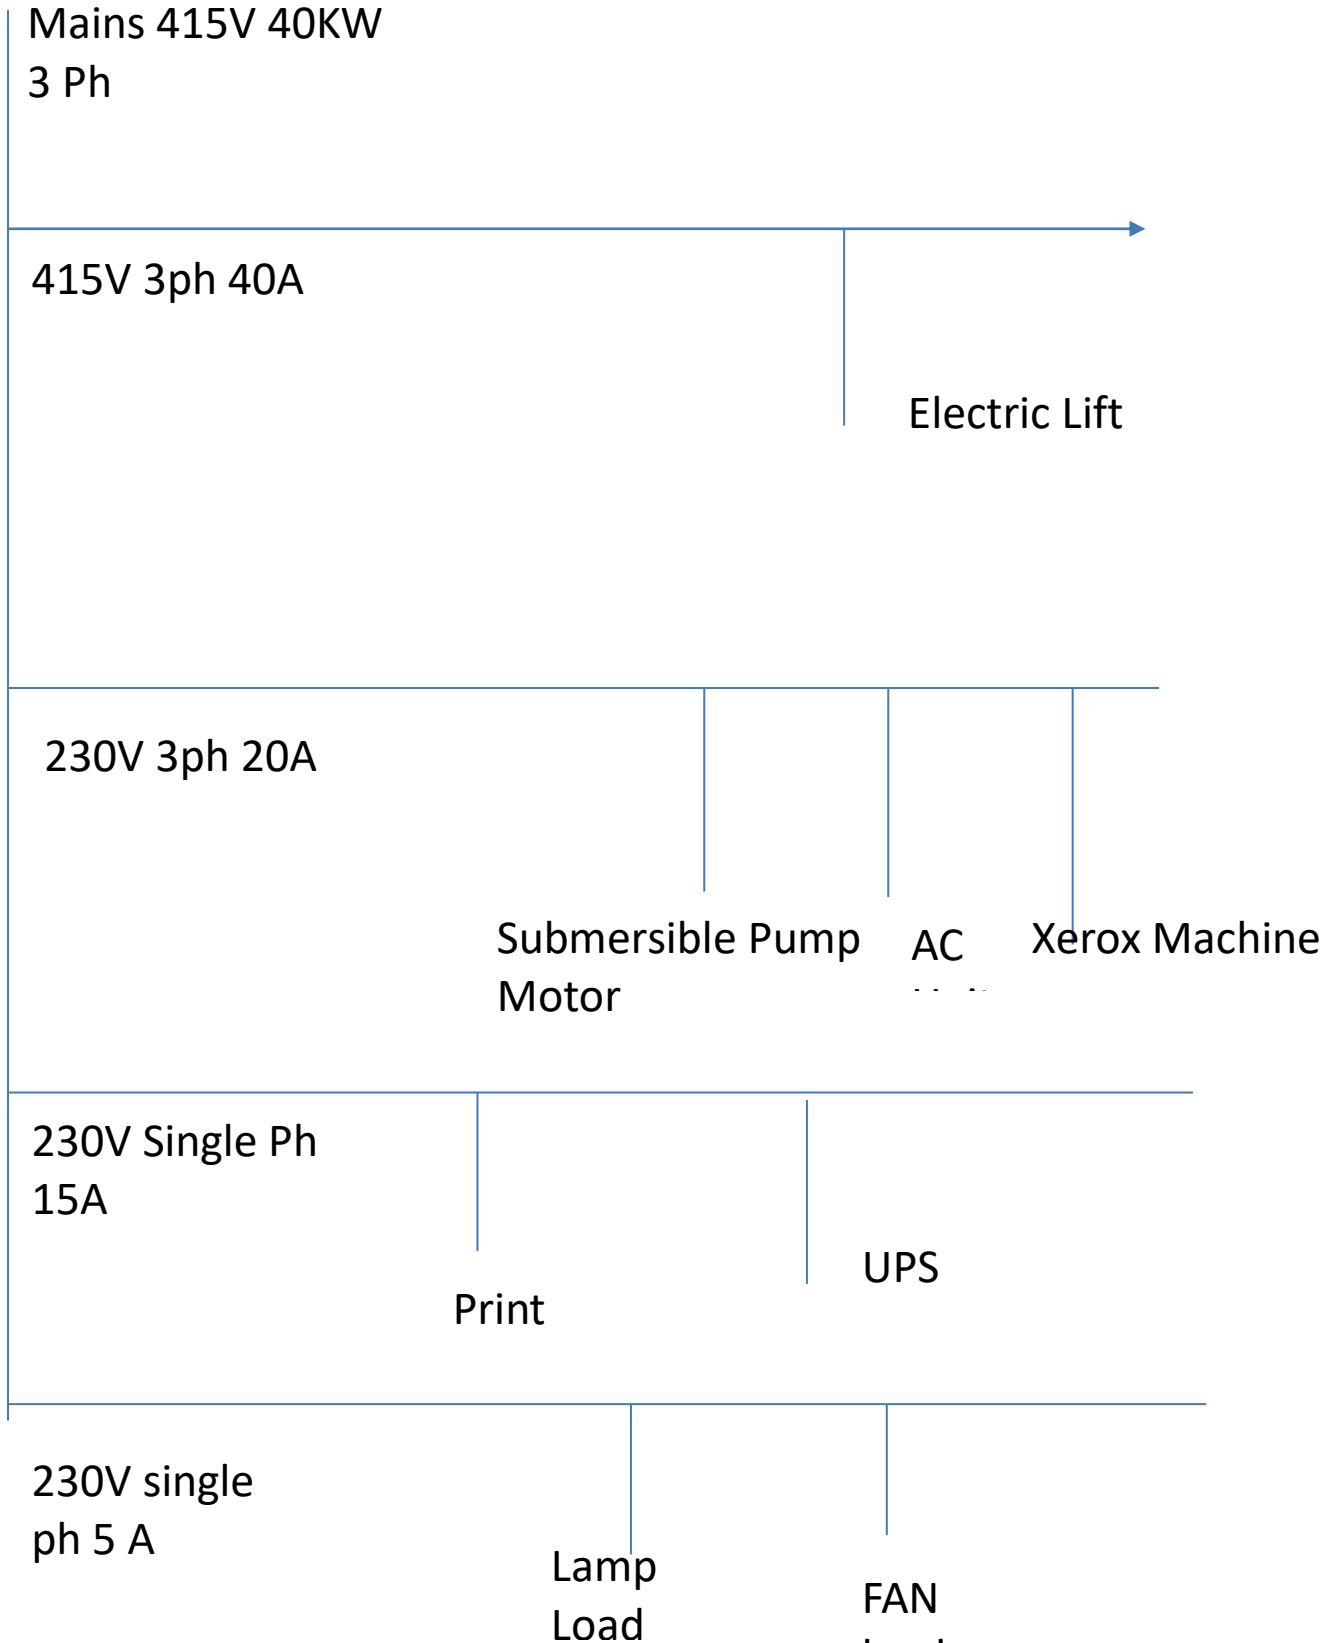 Mains 415V 40KW
3 Ph
415V 3ph 40A
Electric Lift
230V 3ph 20A
Submersible Pump
Motor
AC
Xerox Machine
230V Single Ph
15A
Print
UPS
230V single
ph 5 A
Lamp
Load
FAN